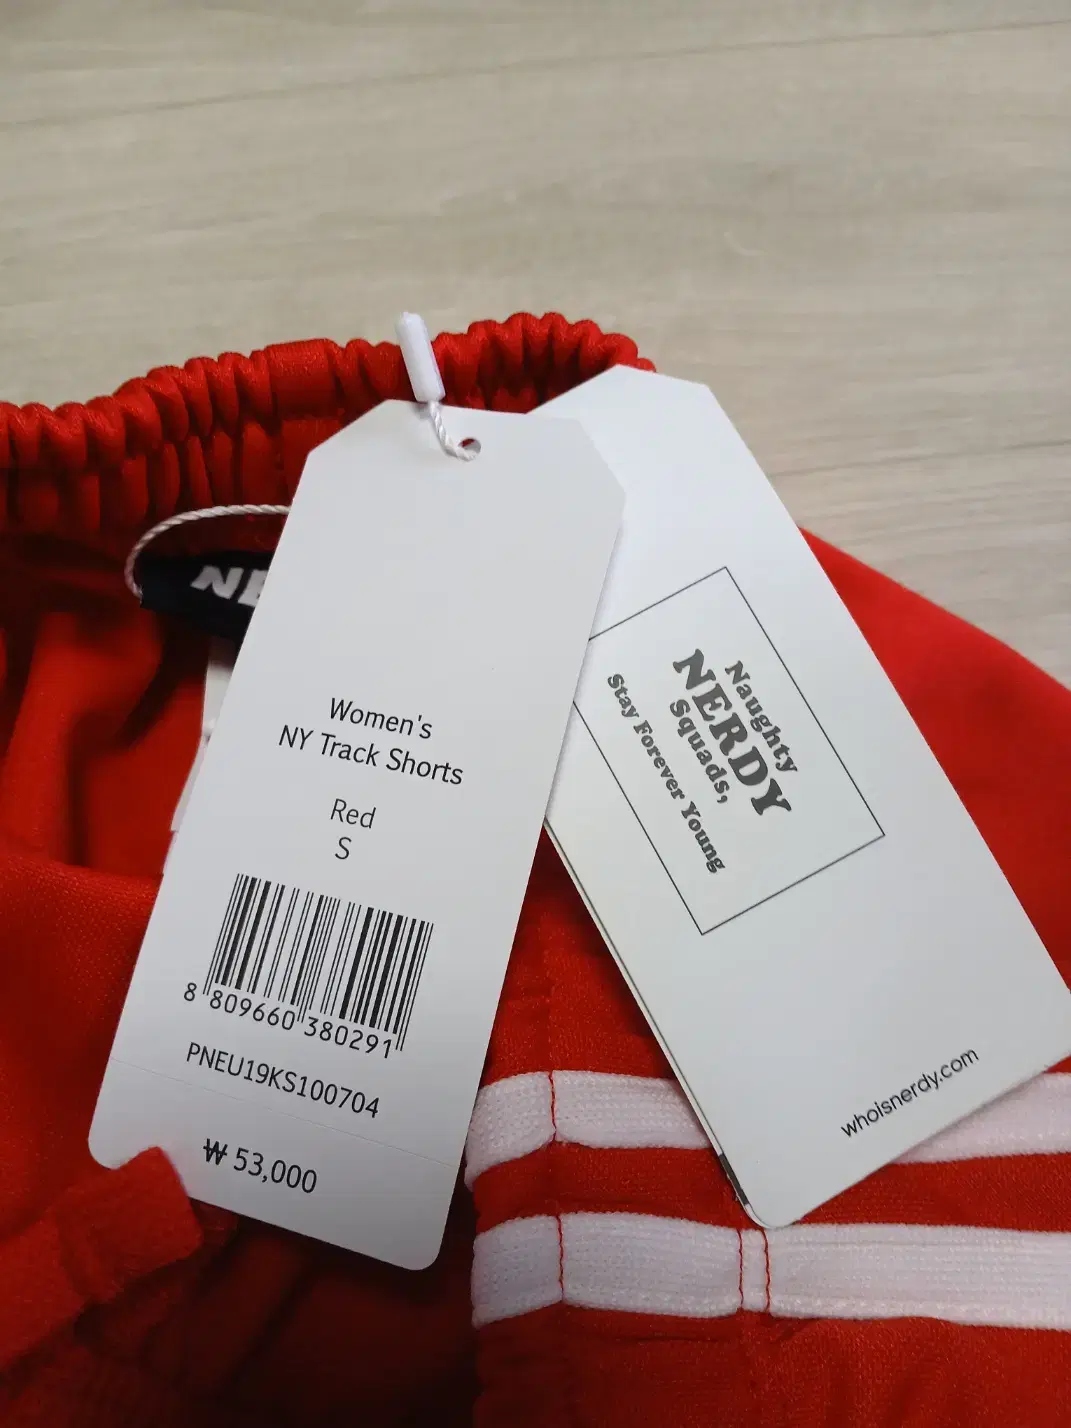 Women's
NY Track Shorts
Red
S
8 809660 380291
PNEU19KS100704
₩ 53,000
Naughty
NERDY
Squads,
Stay Forever Young
whoisnerdy.com